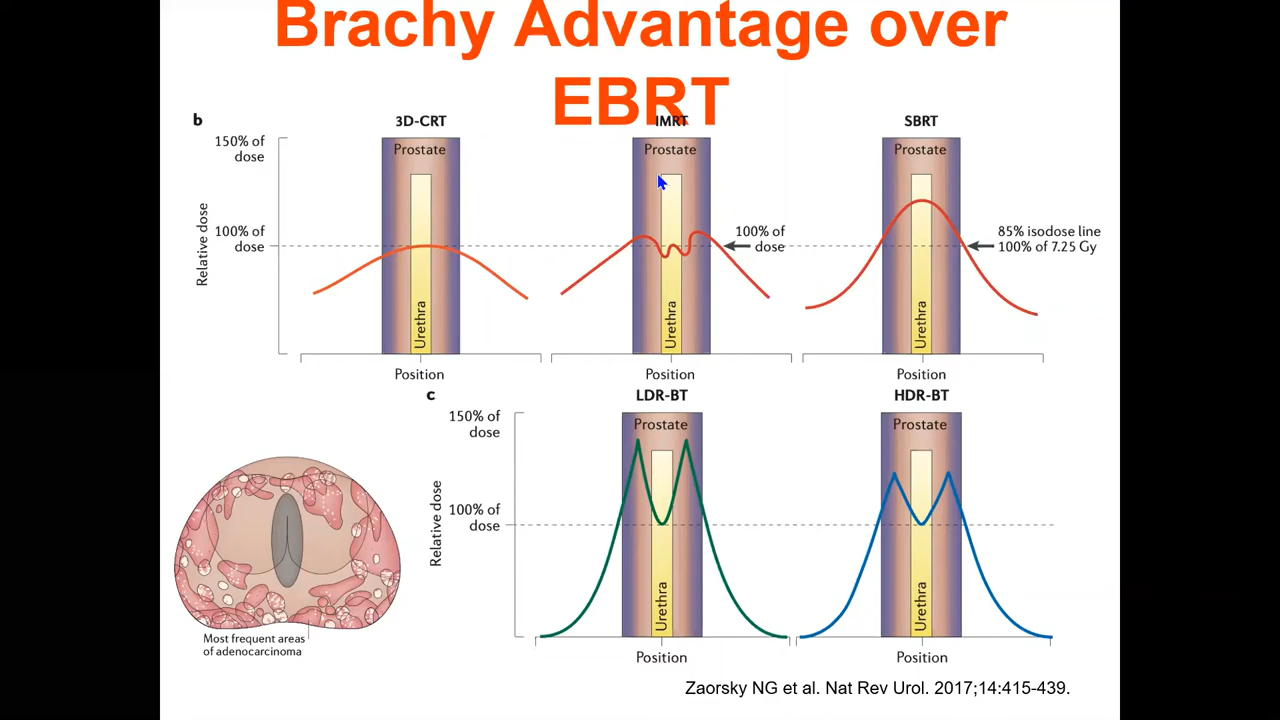 Brachy Advantage over
EBRT
b
3D-CRT
IMRT
SBRT
150% of
dose
Prostate
Prostate
Prostate
Relative dose
100% of
dose
100% of
dose
85% isodose line
100% of 7.25 Gy
Urethra
Urethra
Urethra
Position
Position
Position
c
LDR-BT
HDR-BT
150% of
dose
Prostate
Prostate
Relative dose
100% of
dose
Urethra
Urethra
Most frequent areas
of adenocarcinoma
Position
Position
Zaorsky NG et al. Nat Rev Urol. 2017;14:415-439.